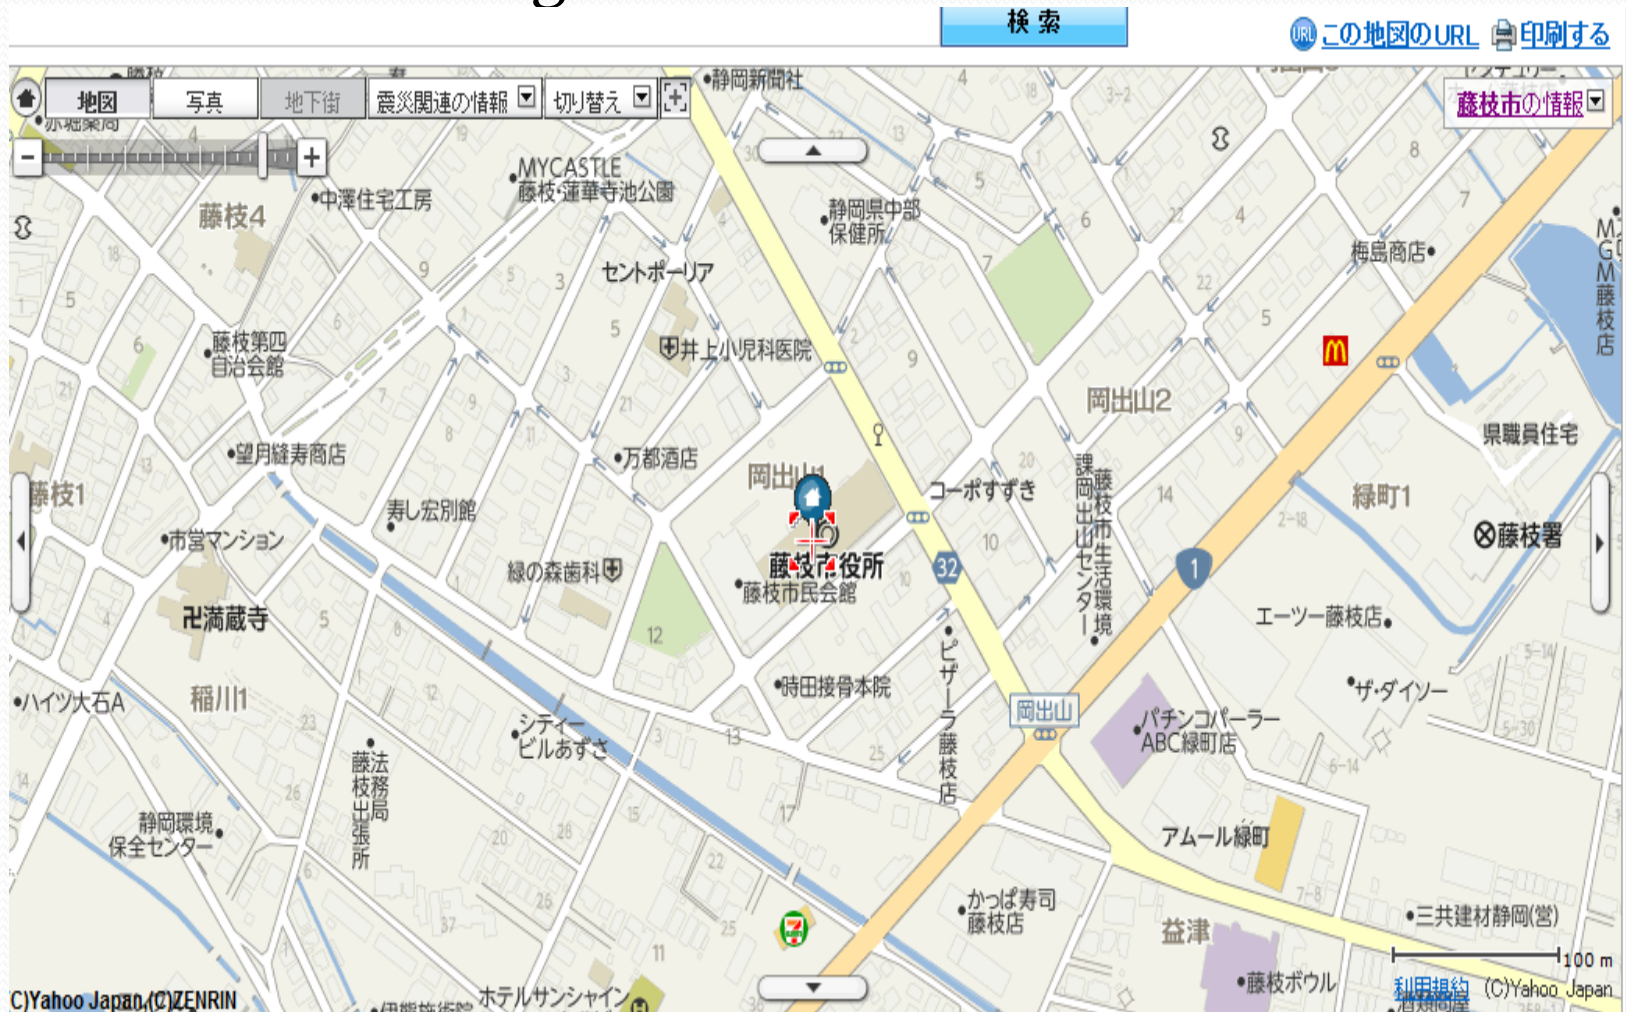 検索
URL この地図のURL 印刷する
地図
写真
地下街
震災関連の情報
切り替え
藤枝市の情報
静岡新聞社
赤堀薬局
MYCASTLE
藤枝・蓮華寺池公園
中澤住宅工房
藤枝4
静岡県中部
保健所
梅島商店
セントポーリア
MGM藤枝店
藤枝第四
自治会館
井上小児科医院
岡出山2
県職員住宅
望月縫寿商店
万都酒店
岡出山1
コーポすずき
藤枝市生活環境
課岡出山センター
緑町1
藤枝1
寿し宏別館
市営マンション
藤枝署
緑の森歯科
藤枝市役所
藤枝市民会館
32
1
卍満蔵寺
エーツー藤枝店
ピザーラ藤枝店
時田接骨本院
ザ・ダイソー
ハイツ大石A
稲川1
岡出山
パチンコパーラー
ABC緑町店
シティー
ビルあずさ
法務局
藤枝出張所
静岡環境
保全センター
アムール緑町
かっぱ寿司
藤枝店
益津
三共建材静岡(営)
藤枝ボウル
100 m
ホテルサンシャイン
利用規約 (C)Yahoo Japan
C)Yahoo Japan,(C)ZENRIN